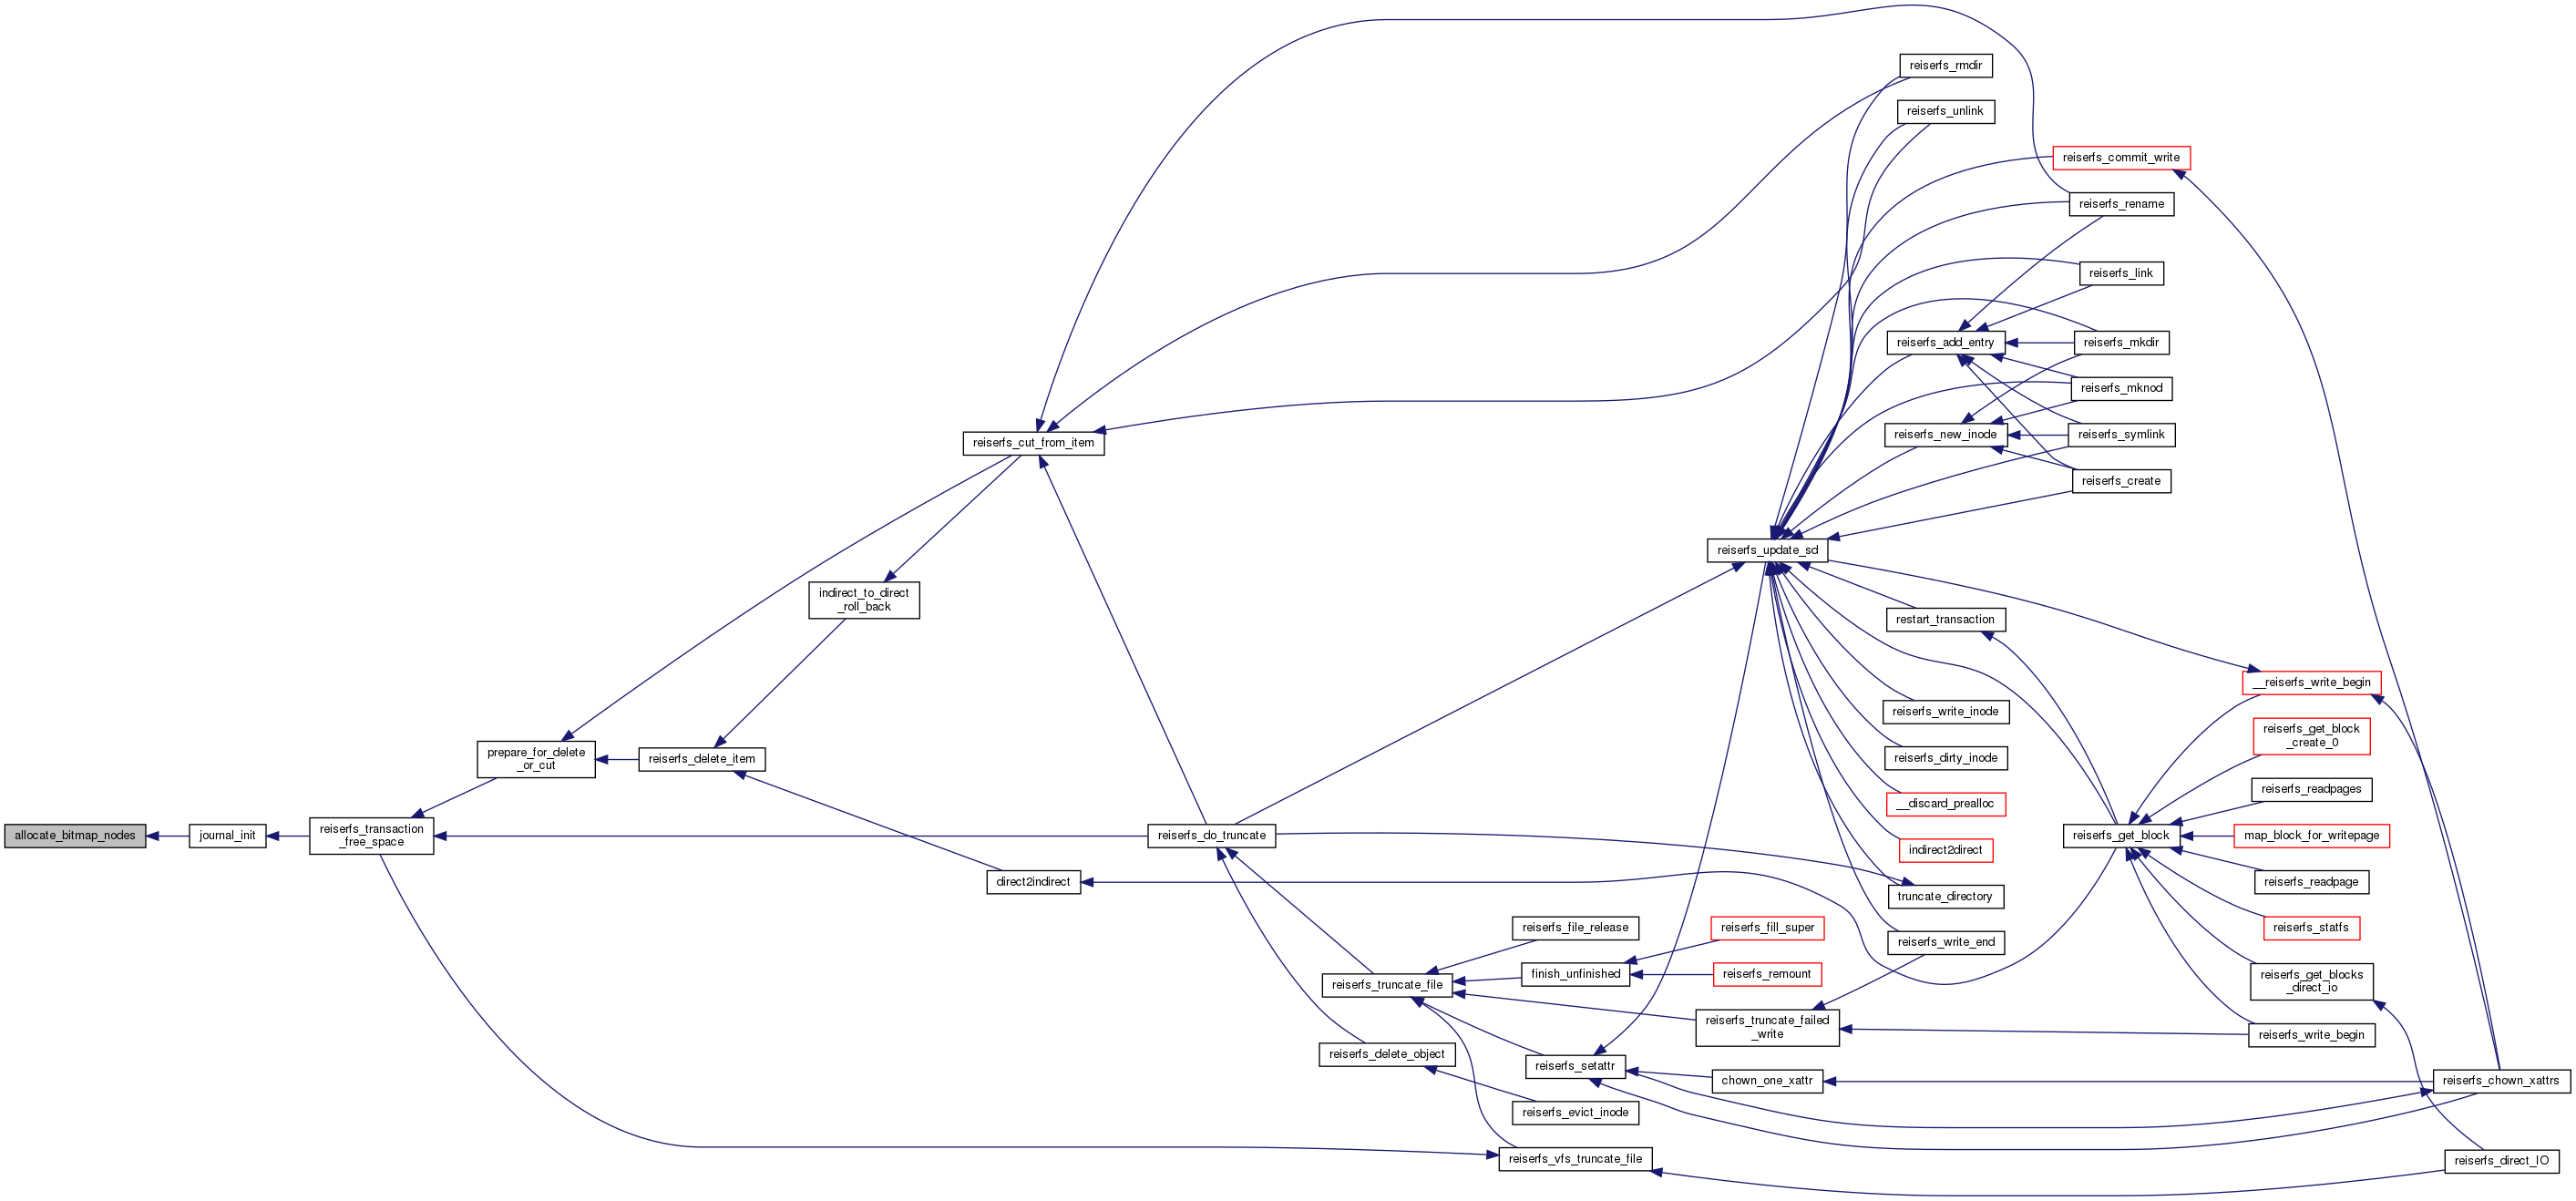 reiserfs_rmdir
reiserfs_unlink
reiserfs_commit_write
reiserfs_rename
reiserfs_link
reiserfs_add_entry
reiserfs_mkdir
reiserfs_mknod
reiserfs_cut_from_item
reiserfs_new_inode
reiserfs_symlink
reiserfs_create
reiserfs_update_sd
indirect_to_direct
_roll_back
restart_transaction
__reiserfs_write_begin
reiserfs_write_inode
reiserfs_get_block
_create_0
prepare_for_delete
_or_cut
reiserfs_delete_item
reiserfs_dirty_inode
reiserfs_readpages
__discard_prealloc
allocate_bitmap_nodes
journal_init
reiserfs_transaction
_free_space
reiserfs_do_truncate
reiserfs_get_block
map_block_for_writepage
indirect2direct
direct2indirect
reiserfs_readpage
truncate_directory
reiserfs_file_release
reiserfs_fill_super
reiserfs_statfs
reiserfs_write_end
finish_unfinished
reiserfs_remount
reiserfs_truncate_file
reiserfs_get_blocks
_direct_io
reiserfs_truncate_failed
_write
reiserfs_write_begin
reiserfs_delete_object
reiserfs_setattr
chown_one_xattr
reiserfs_chown_xattrs
reiserfs_evict_inode
reiserfs_vfs_truncate_file
reiserfs_direct_IO